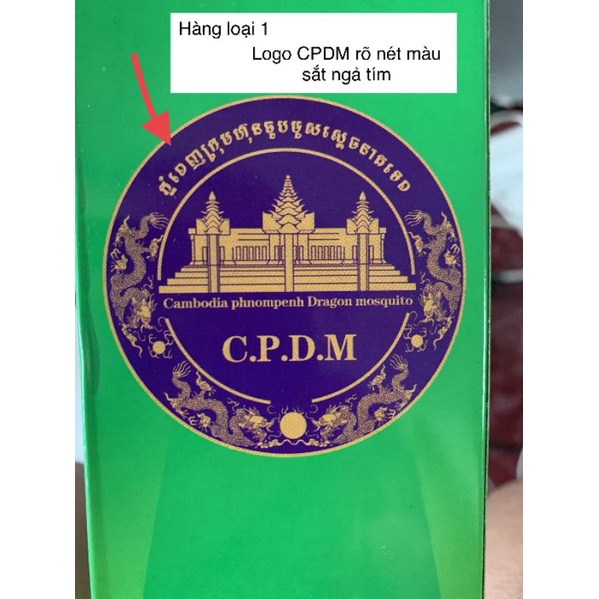 Hàng loại 1
Logo CPDM rõ nét màu
sắt ngả tím
Cambodia phnompenh Dragon mosquito
C.P.D.M